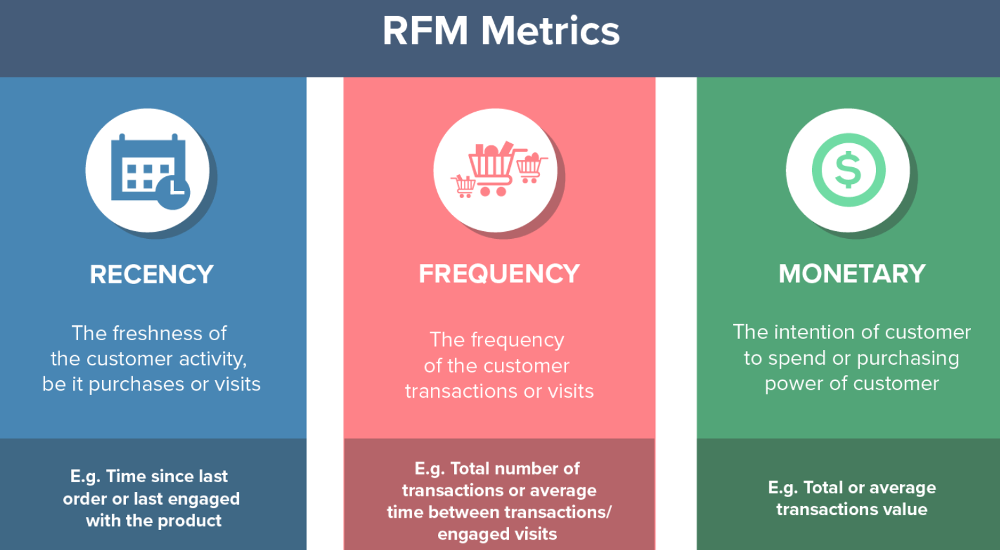 RFM Metrics
RECENCY
The freshness of
the customer activity,
be it purchases or visits
E.g. Time since last
order or last engaged
with the product
FREQUENCY
The frequency
of the customer
transactions or visits
E.g. Total number of
transactions or average
time between transactions/
engaged visits
MONETARY
The intention of customer
to spend or purchasing
power of customer
E.g. Total or average
transactions value